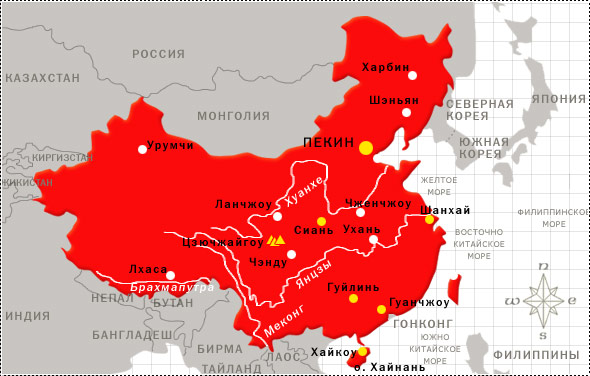 РОССИЯ
КАЗАХСТАН
Харбин
Шэньян
МОНГОЛИЯ
СЕВЕРНАЯ
КОРЕЯ
ЯПОНИЯ
ПЕКИН
Урумчи
ЮЖНАЯ
КОРЕЯ
КИРГИЗСТАН
ЖИКИСТАН
ЖЕЛТОЕ
МОРЕ
Хуанхе
Ланчжоу
Чженчжоу
Шанхай
ФИЛИППИНСКОЕ
МОРЕ
Сиань
Ухань
Цзючжайгоу
ВОСТОЧНО
КИТАЙСКОЕ
МОРЕ
Чэнду
Янцзы
Лхаса
Брахмапутра
НЕПАЛ
БУТАН
Гуйлинь
Гуанчжоу
n
w
e
s
ИНДИЯ
Меконг
ГОНКОНГ
БАНГЛАДЕШ
ЮЖНО
КИТАЙСКОЕ
МОРЕ
БИРМА
ЛАОС
Хайкоу
ФИЛИППИНЫ
о. Хайнань
ТАЙЛАНД